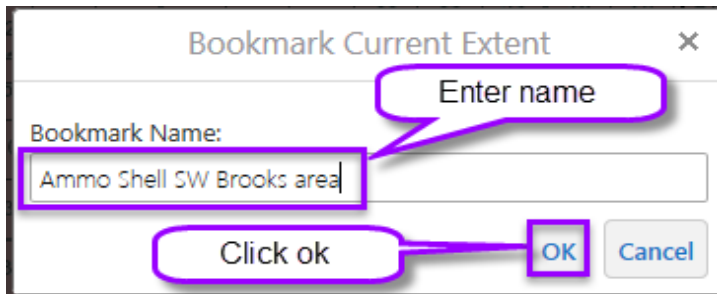 Bookmark Current Extent ×
Enter name
Bookmark Name:
Ammo Shell SW Brooks area
Click ok
OK Cancel